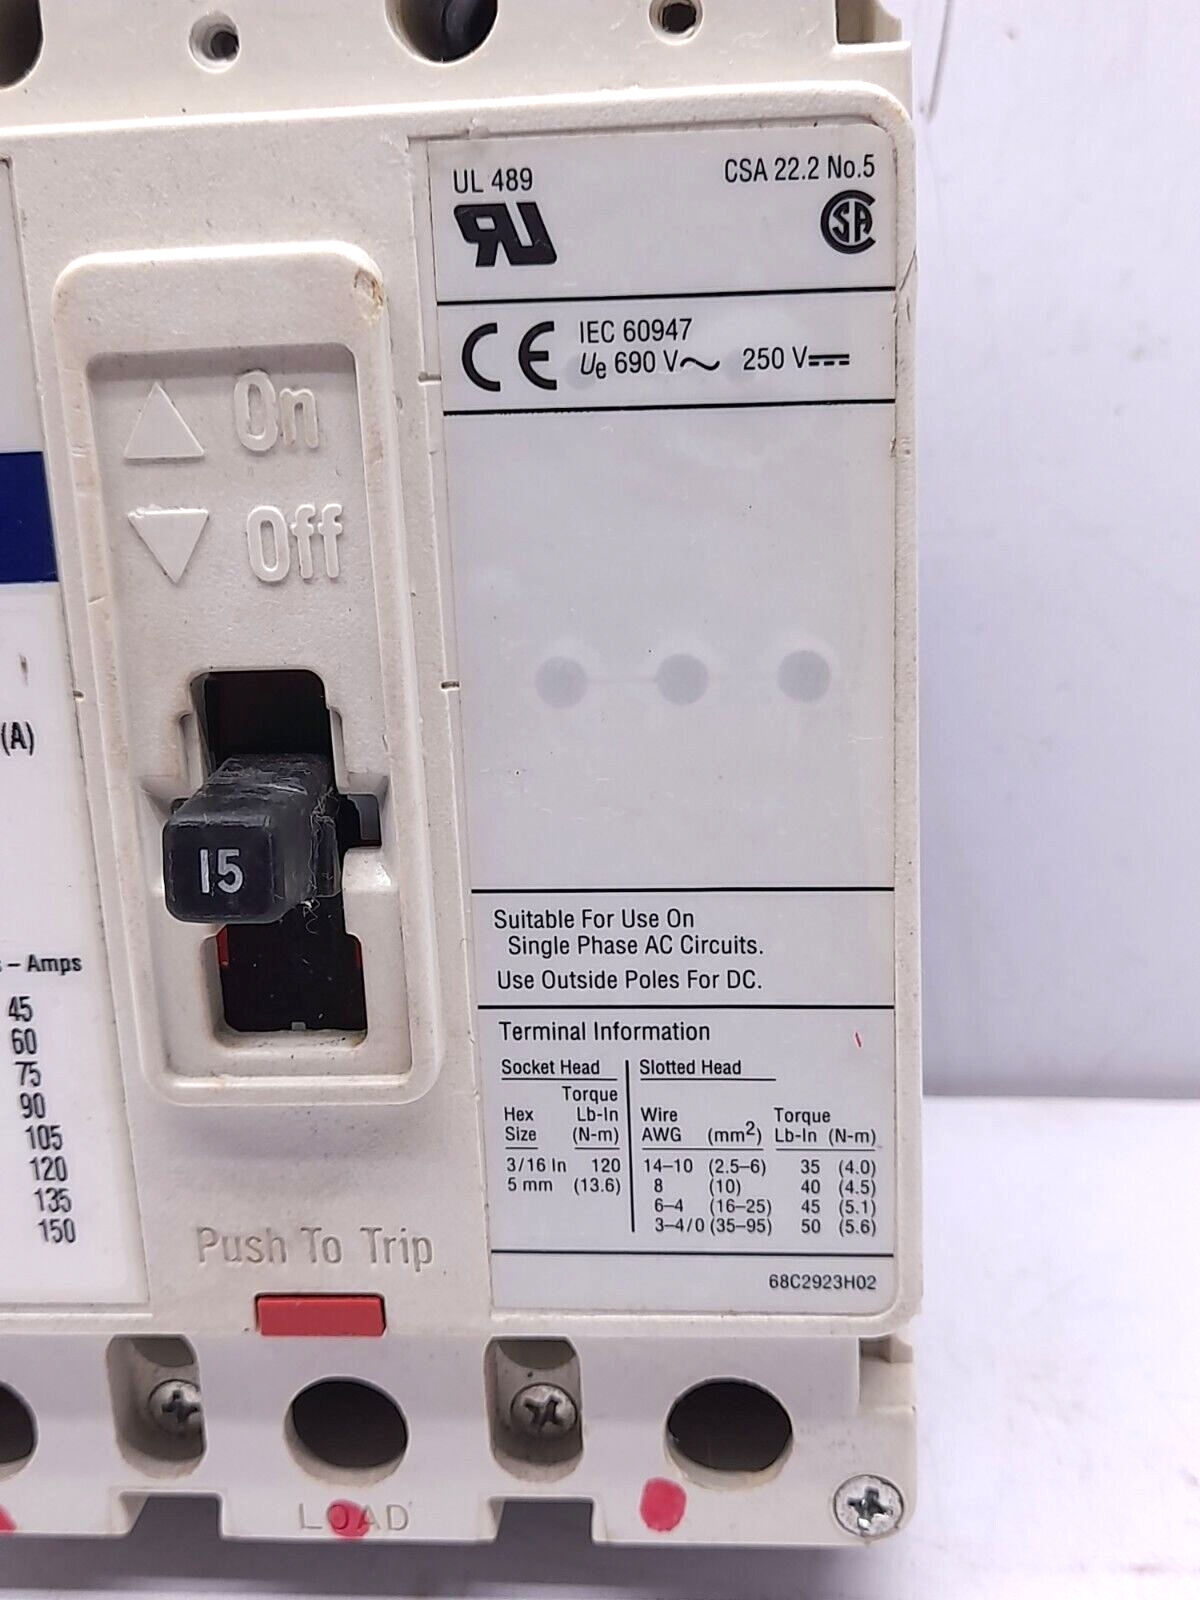 UL 489
CSA 22.2 No.5
CE
IEC 60947
Ue 690 V~ 250 V⎓
On
Off
(A)
15
– Amps
45
60
75
90
105
120
135
150
Suitable For Use On
Single Phase AC Circuits.
Use Outside Poles For DC.
Terminal Information
Socket Head
Torque
Hex Lb-In
Size (N-m)
3/16 In 120
5 mm (13.6)
Slotted Head
Wire Torque
AWG (mm²) Lb-In (N-m)
14–10 (2.5–6) 35 (4.0)
8 (10) 40 (4.5)
6–4 (16–25) 45 (5.1)
3–4/0 (35–95) 50 (5.6)
68C2923H02
Push To Trip
LOAD